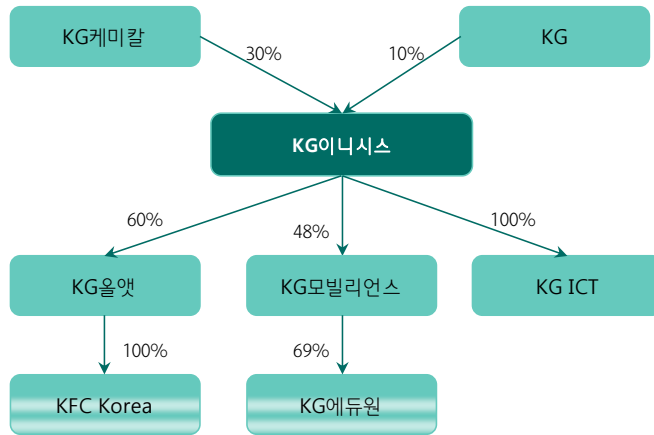 KG케미칼
KG
30%
10%
KG이니시스
60%
48%
100%
KG올앳
KG모빌리언스
KG ICT
100%
69%
KFC Korea
KG에듀원